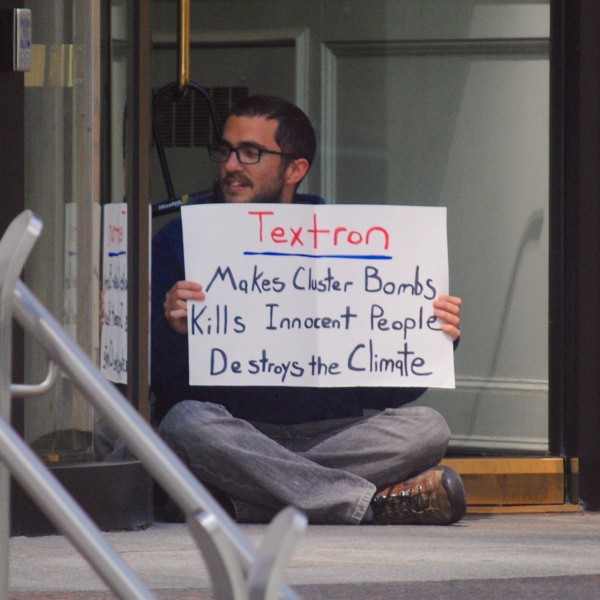 Textron
Makes Cluster Bombs
Kills Innocent People
Destroys the Climate